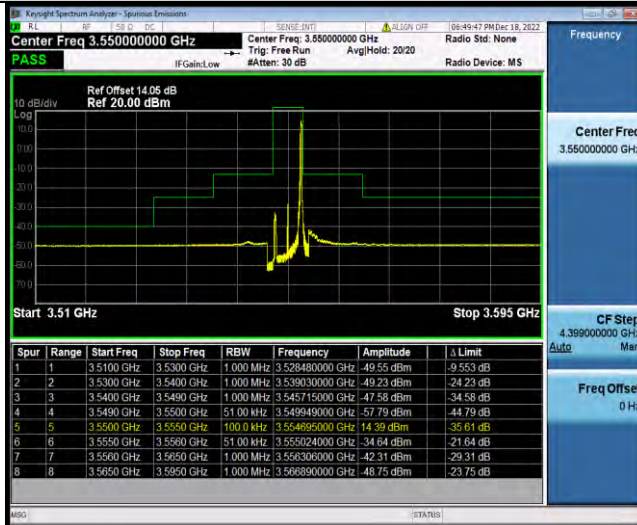 Keysight Spectrum Analyzer - Spurious Emissions
RL RF 50 Ω DC SENSE:INT ALIGN OFF 06:49:47 PM Dec 18, 2022
Center Freq 3.550000000 GHz Center Freq: 3.550000000 GHz Radio Std: None Frequency
Trig: Free Run Avg|Hold: 20/20
PASS IFGain:Low #Atten: 30 dB Radio Device: MS
Ref Offset 14.05 dB
10 dB/div Ref 20.00 dBm
Log
10.0
0.00
-10.0
-20.0
-30.0
-40.0
-50.0
-60.0
-70.0
Start 3.51 GHz Stop 3.595 GHz
Center Freq
3.550000000 GHz
CF Step
4.399000000 GHz
Auto Man
Freq Offset
0 Hz
Spur Range Start Freq Stop Freq RBW Frequency Amplitude Δ Limit
1 1 3.5100 GHz 3.5300 GHz 1.000 MHz 3.528480000 GHz -49.55 dBm -9.553 dB
2 2 3.5300 GHz 3.5400 GHz 1.000 MHz 3.539030000 GHz -49.23 dBm -24.23 dB
3 3 3.5400 GHz 3.5490 GHz 1.000 MHz 3.545715000 GHz -47.58 dBm -34.58 dB
4 4 3.5490 GHz 3.5500 GHz 51.00 kHz 3.549949000 GHz -57.79 dBm -44.79 dB
5 5 3.5500 GHz 3.5550 GHz 100.0 kHz 3.554695000 GHz 14.39 dBm -35.61 dB
6 6 3.5550 GHz 3.5560 GHz 51.00 kHz 3.555024000 GHz -34.64 dBm -21.64 dB
7 7 3.5560 GHz 3.5650 GHz 1.000 MHz 3.556306000 GHz -42.31 dBm -29.31 dB
8 8 3.5650 GHz 3.5950 GHz 1.000 MHz 3.566890000 GHz -48.75 dBm -23.75 dB
MSG STATUS